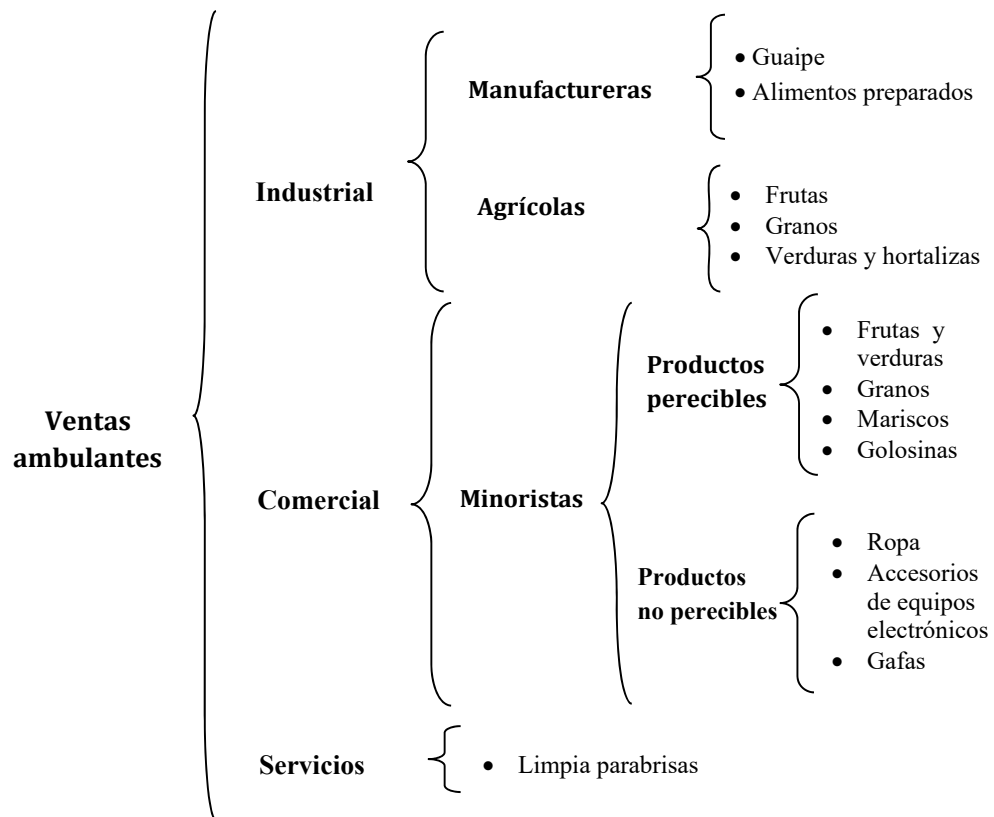 Ventas
ambulantes
Industrial
Manufactureras
• Guaipe
• Alimentos preparados
Agrícolas
• Frutas
• Granos
• Verduras y hortalizas
Comercial
Minoristas
Productos
perecibles
• Frutas y
verduras
• Granos
• Mariscos
• Golosinas
Productos
no perecibles
• Ropa
• Accesorios
de equipos
electrónicos
• Gafas
Servicios
• Limpia parabrisas